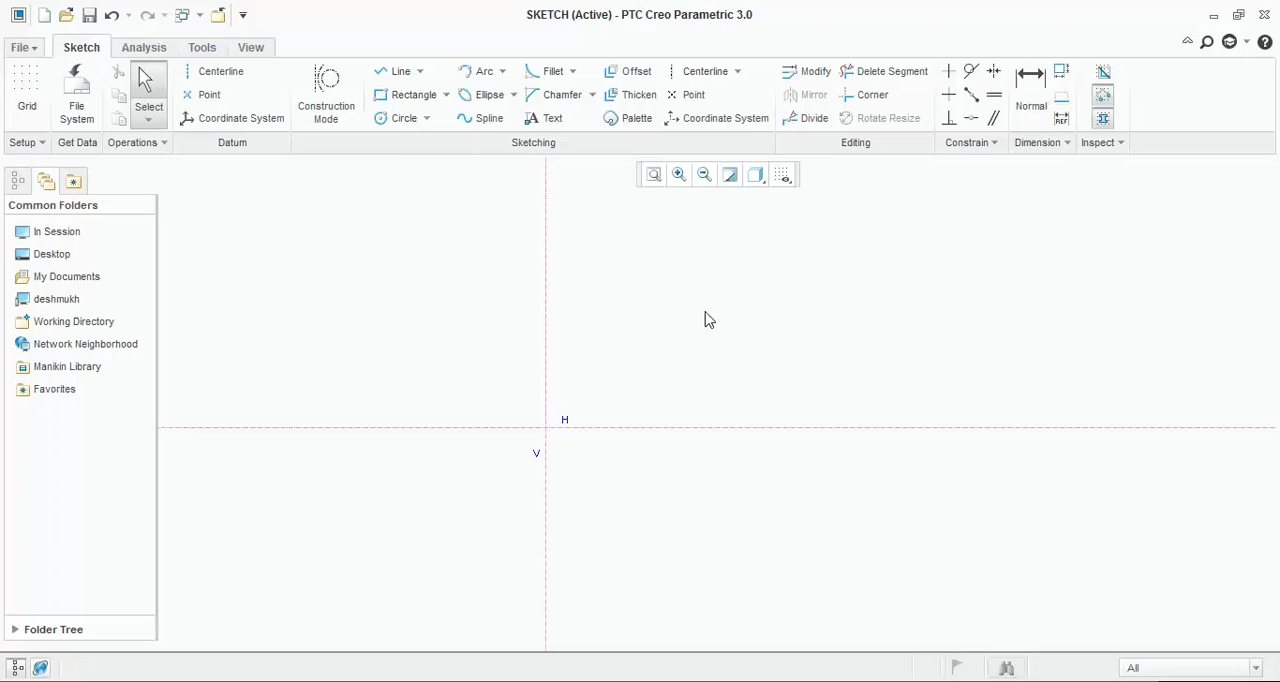 SKETCH (Active) - PTC Creo Parametric 3.0
File Sketch Analysis Tools View
Grid
File System
Select
Centerline
Point
Coordinate System
Construction Mode
Line Arc Fillet Offset Centerline
Rectangle Ellipse Chamfer Thicken Point
Circle Spline Text Palette Coordinate System
Modify Delete Segment
Mirror Corner
Divide Rotate Resize
Normal
REF
Setup Get Data Operations Datum Sketching Editing Constrain Dimension Inspect
Common Folders
In Session
Desktop
My Documents
deshmukh
Working Directory
Network Neighborhood
Manikin Library
Favorites
H
V
Folder Tree
All